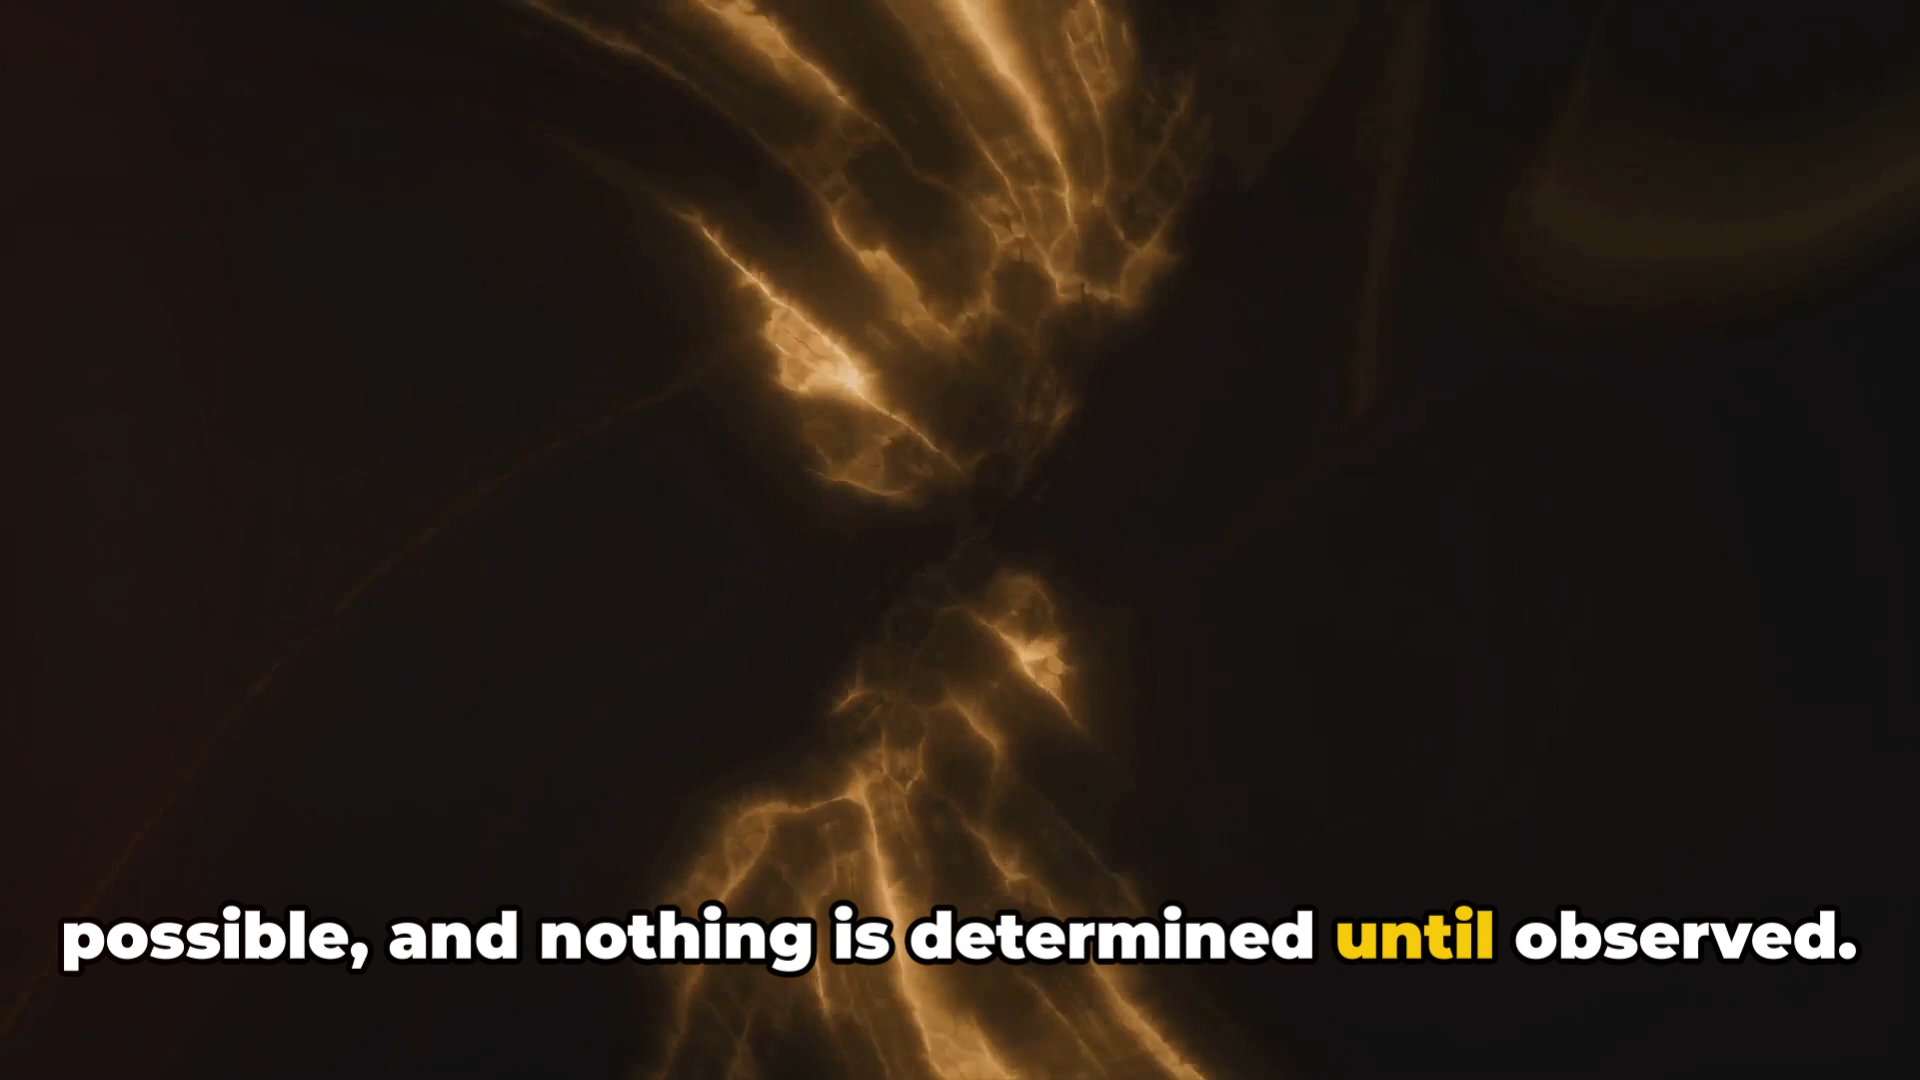 possible, and nothing is determined until observed.